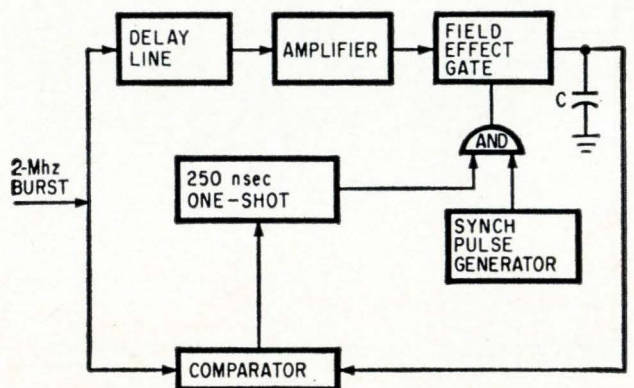 DELAY
LINE
AMPLIFIER
FIELD
EFFECT
GATE
C
AND
2-Mhz
BURST
250 nsec
ONE-SHOT
SYNCH
PULSE
GENERATOR
COMPARATOR